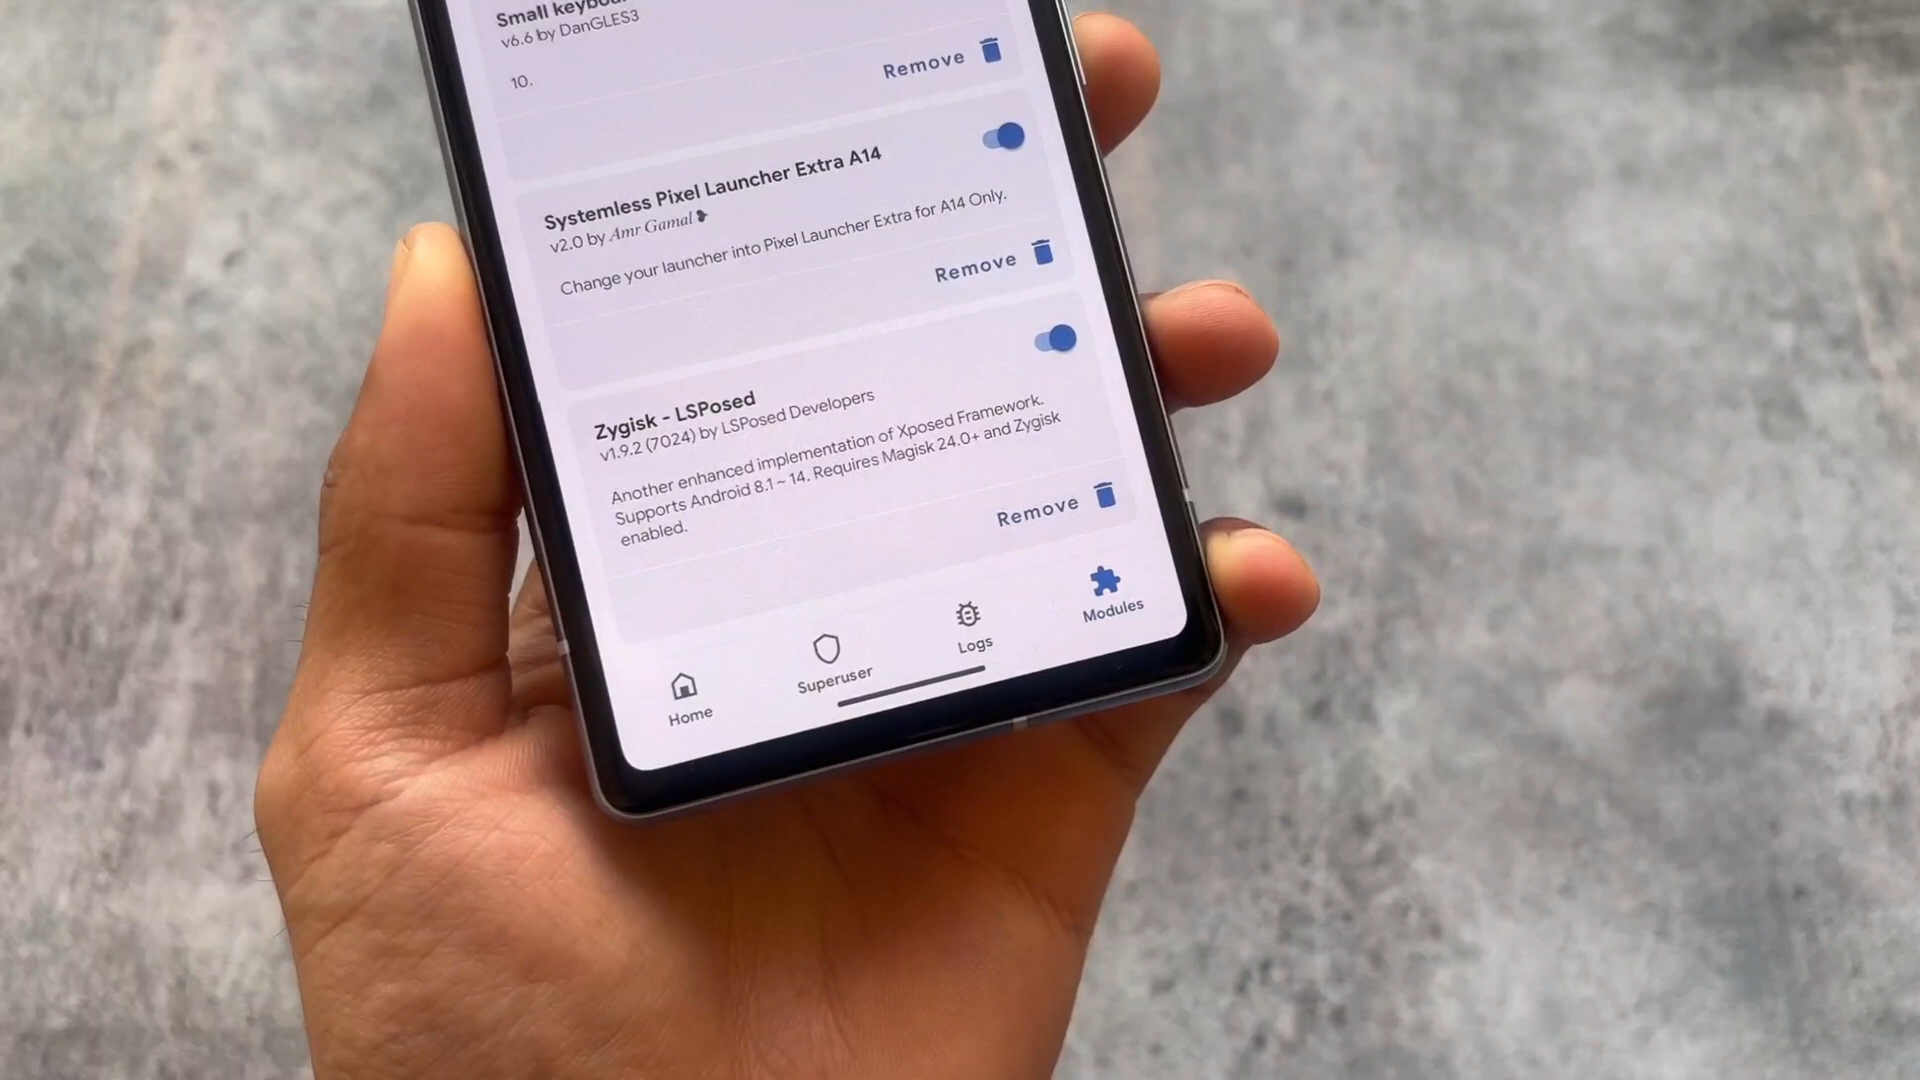 Small
v6.6 by DanGLES3
10.
Remove
Systemless Pixel Launcher Extra A14
v2.0 by Amr Gamal ❥
Change your launcher into Pixel Launcher Extra for A14 Only.
Remove
Zygisk - LSPosed
v1.9.2 (7024) by LSPosed Developers
Another enhanced implementation of Xposed Framework.
Supports Android 8.1 ~ 14. Requires Magisk 24.0+ and Zygisk
enabled.
Remove
Home
Superuser
Logs
Modules